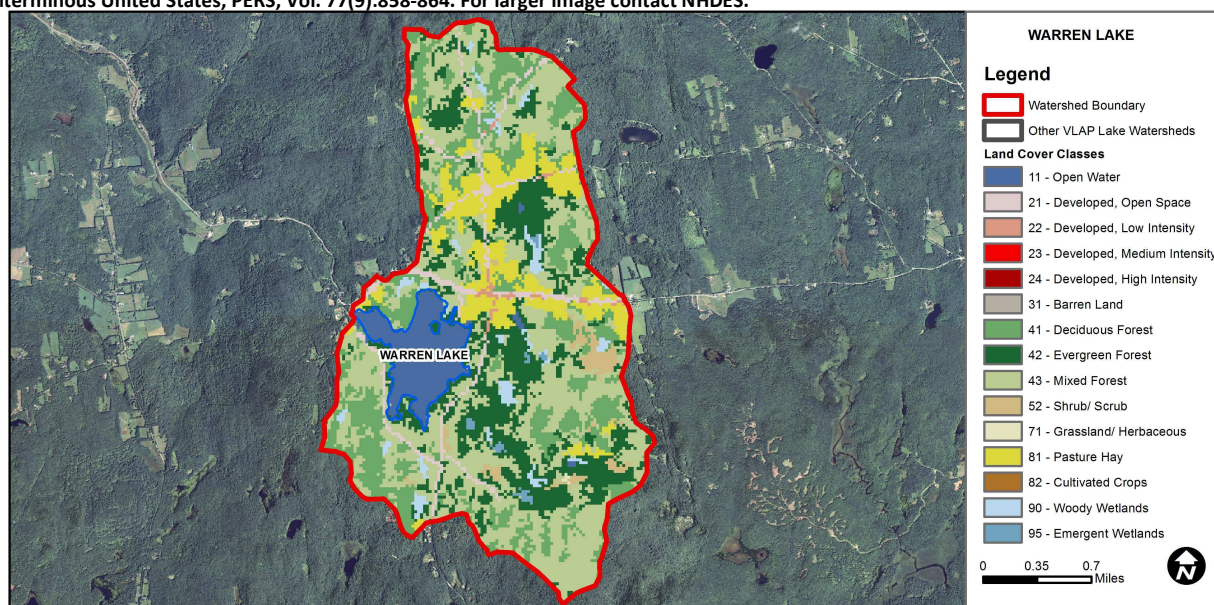 interminous United States, PERS, Vol. 77(9):858-864. For larger image contact NHDES.
WARREN LAKE
Legend
Watershed Boundary
Other VLAP Lake Watersheds
Land Cover Classes
11 - Open Water
21 - Developed, Open Space
22 - Developed, Low Intensity
23 - Developed, Medium Intensity
24 - Developed, High Intensity
31 - Barren Land
41 - Deciduous Forest
42 - Evergreen Forest
43 - Mixed Forest
52 - Shrub/ Scrub
71 - Grassland/ Herbaceous
81 - Pasture Hay
82 - Cultivated Crops
90 - Woody Wetlands
95 - Emergent Wetlands
0 0.35 0.7
Miles
N
WARREN LAKE